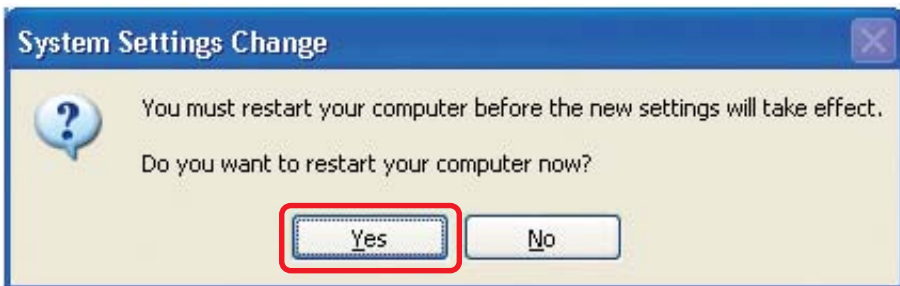 System Settings Change
You must restart your computer before the new settings will take effect.
Do you want to restart your computer now?
Yes No